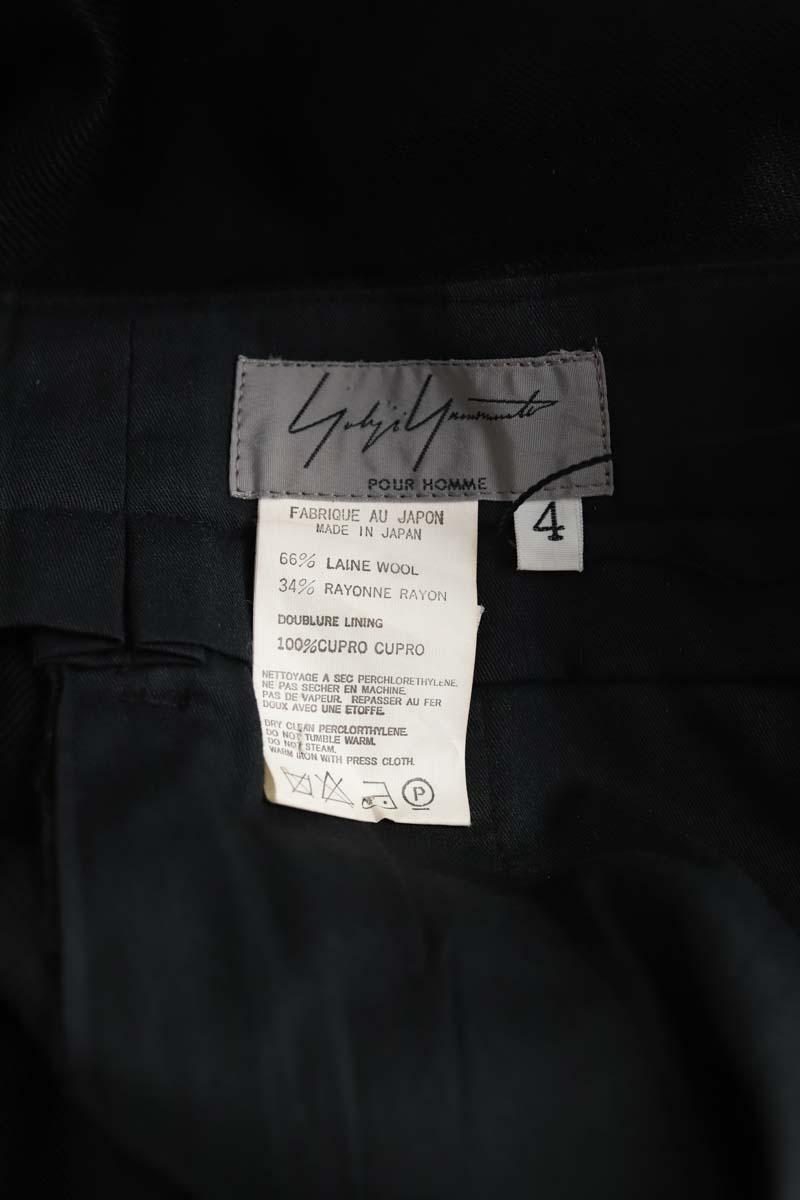 Yohji Yamamoto
POUR HOMME
4
FABRIQUE AU JAPON
MADE IN JAPAN
66% LAINE WOOL
34% RAYONNE RAYON
DOUBLURE LINING
100%CUPRO CUPRO
NETTOYAGE A SEC PERCHLORETHYLENE.
NE PAS SECHER EN MACHINE.
PAS DE VAPEUR. REPASSER AU FER
DOUX AVEC UNE ETOFFE.
DRY CLEAN PERCLORTHYLENE.
DO NOT TUMBLE WARM.
DO NOT STEAM.
WARM IRON WITH PRESS CLOTH.
P